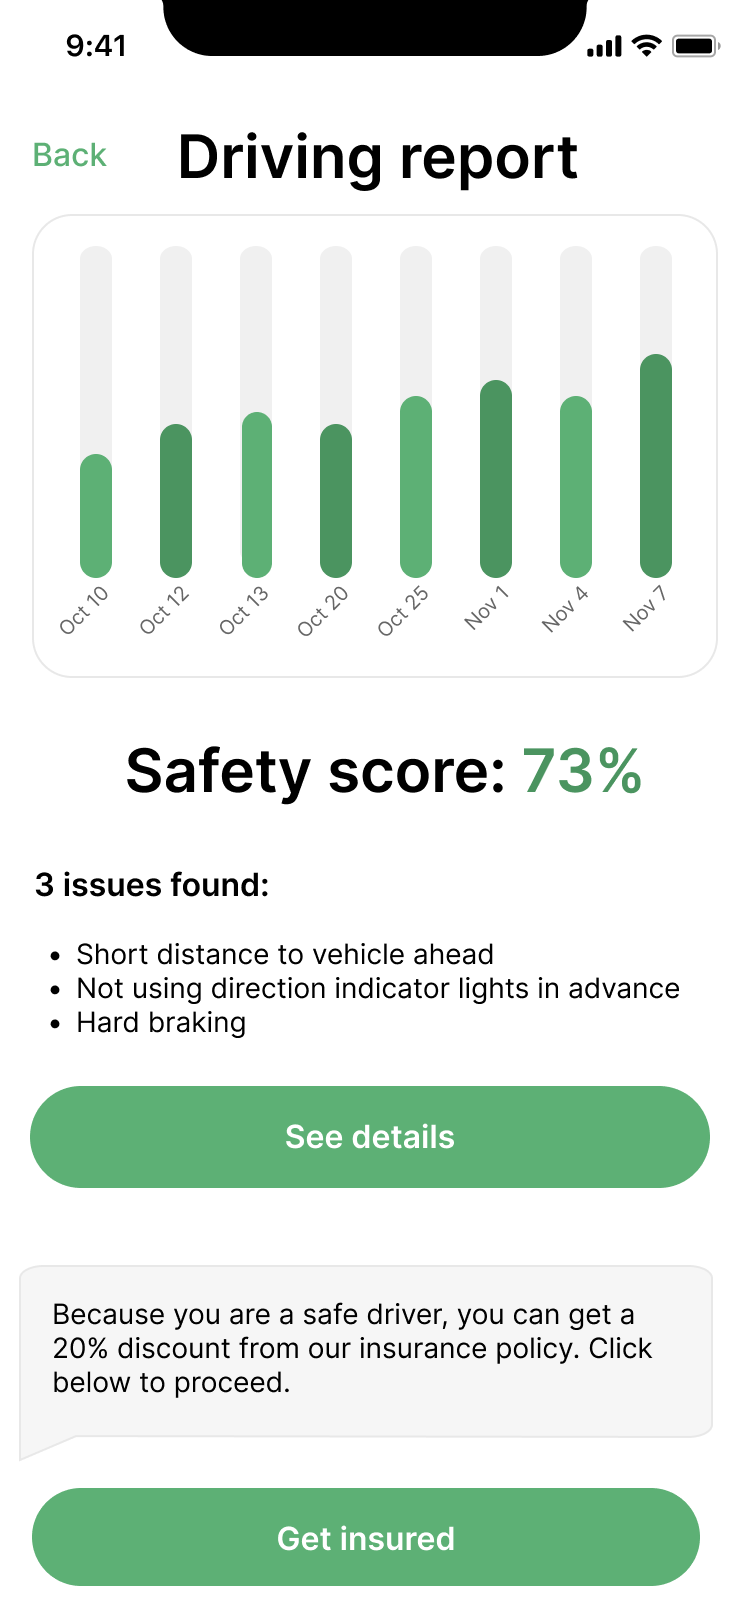 9:41
Back
Driving report
Oct 10
Oct 12
Oct 13
Oct 20
Oct 25
Nov 1
Nov 4
Nov 7
Safety score: 73%
3 issues found:
• Short distance to vehicle ahead
• Not using direction indicator lights in advance
• Hard braking
See details
Because you are a safe driver, you can get a
20% discount from our insurance policy. Click
below to proceed.
Get insured